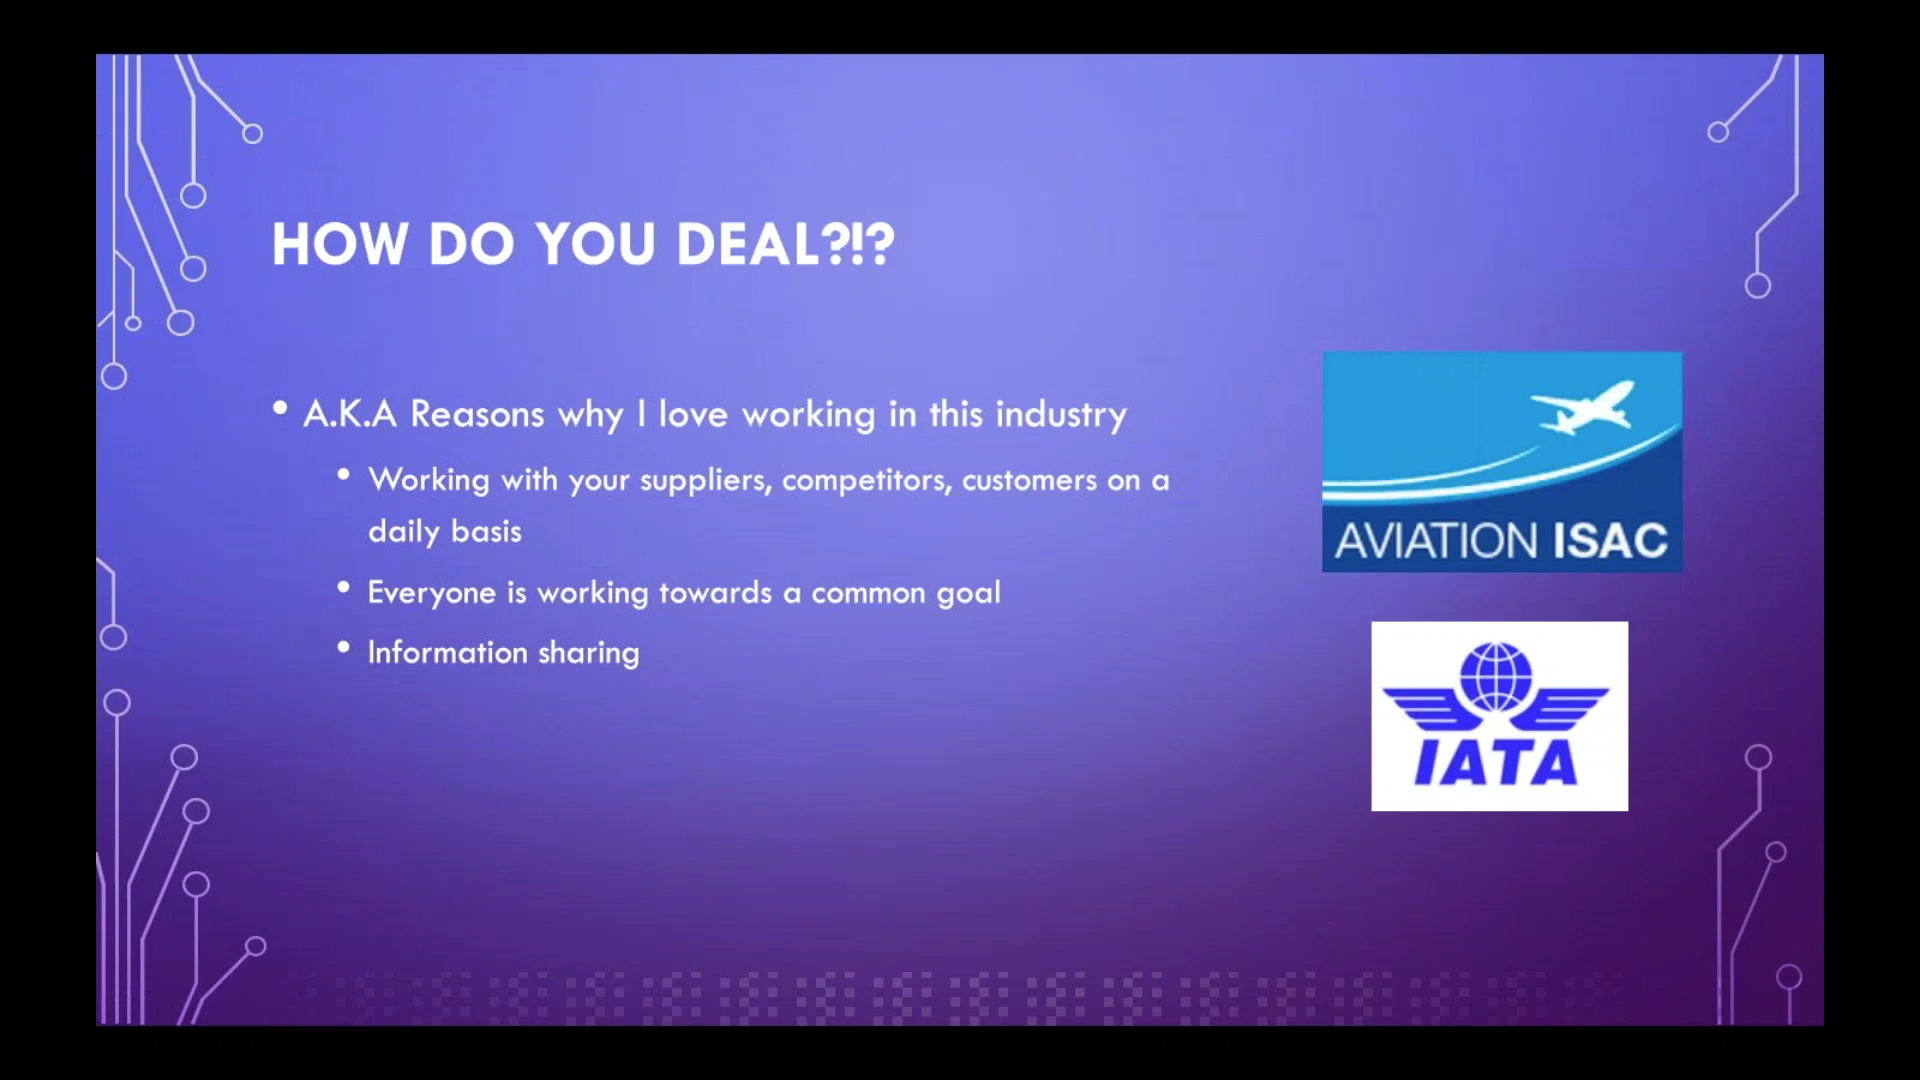 HOW DO YOU DEAL?!?
• A.K.A Reasons why I love working in this industry
• Working with your suppliers, competitors, customers on a
daily basis
• Everyone is working towards a common goal
• Information sharing
AVIATION ISAC
IATA